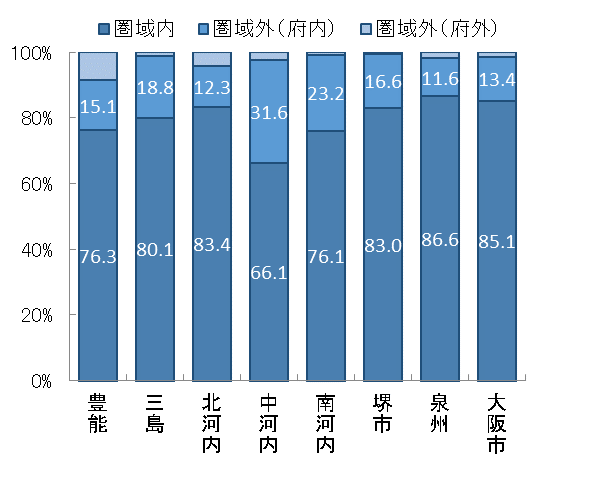 圏域内 圏域外(府内) 圏域外(府外)
100%
80%
60%
40%
20%
0%
15.1 18.8 12.3 31.6 23.2 16.6 11.6 13.4
76.3 80.1 83.4 66.1 76.1 83.0 86.6 85.1
豊能
三島
北河内
中河内
南河内
堺市
泉州
大阪市